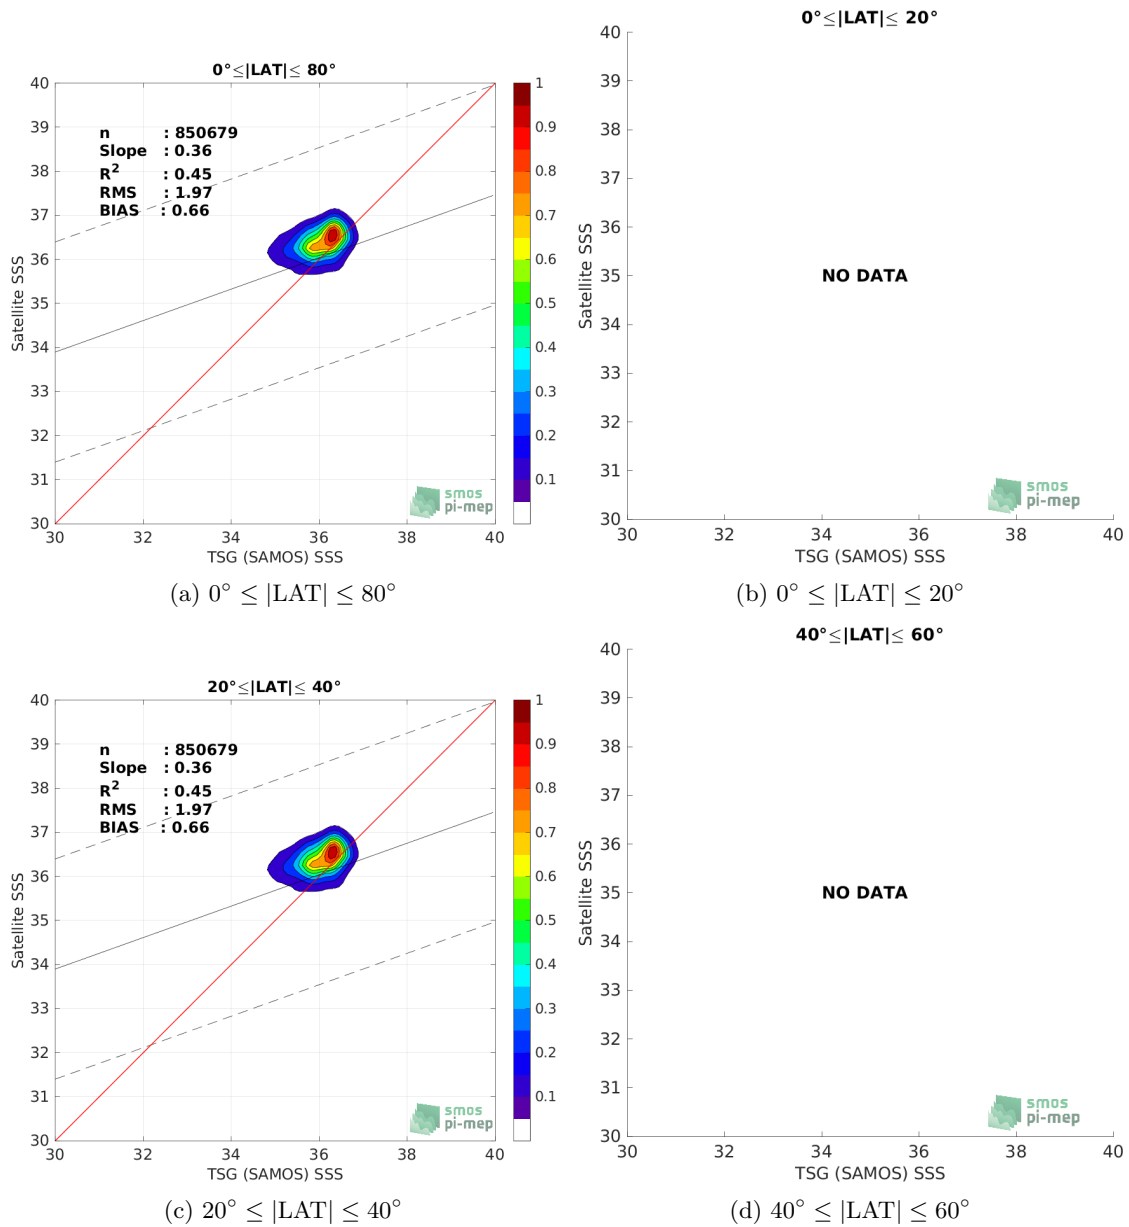 0°≤|LAT|≤ 80°
40
39
38
37
36
35
34
33
32
31
30
n : 850679
Slope : 0.36
R² : 0.45
RMS : 1.97
BIAS : 0.66
Satellite SSS
30 32 34 36 38 40
TSG (SAMOS) SSS
1
0.9
0.8
0.7
0.6
0.5
0.4
0.3
0.2
0.1
smos
pi-mep
(a) 0° ≤ |LAT| ≤ 80°
0°≤|LAT|≤ 20°
40
39
38
37
36
35
34
33
32
31
30
Satellite SSS
NO DATA
smos
pi-mep
30 32 34 36 38 40
TSG (SAMOS) SSS
(b) 0° ≤ |LAT| ≤ 20°
20°≤|LAT|≤ 40°
40
39
38
37
36
35
34
33
32
31
30
n : 850679
Slope : 0.36
R² : 0.45
RMS : 1.97
BIAS : 0.66
Satellite SSS
30 32 34 36 38 40
TSG (SAMOS) SSS
1
0.9
0.8
0.7
0.6
0.5
0.4
0.3
0.2
0.1
smos
pi-mep
(c) 20° ≤ |LAT| ≤ 40°
40°≤|LAT|≤ 60°
40
39
38
37
36
35
34
33
32
31
30
Satellite SSS
NO DATA
smos
pi-mep
30 32 34 36 38 40
TSG (SAMOS) SSS
(d) 40° ≤ |LAT| ≤ 60°